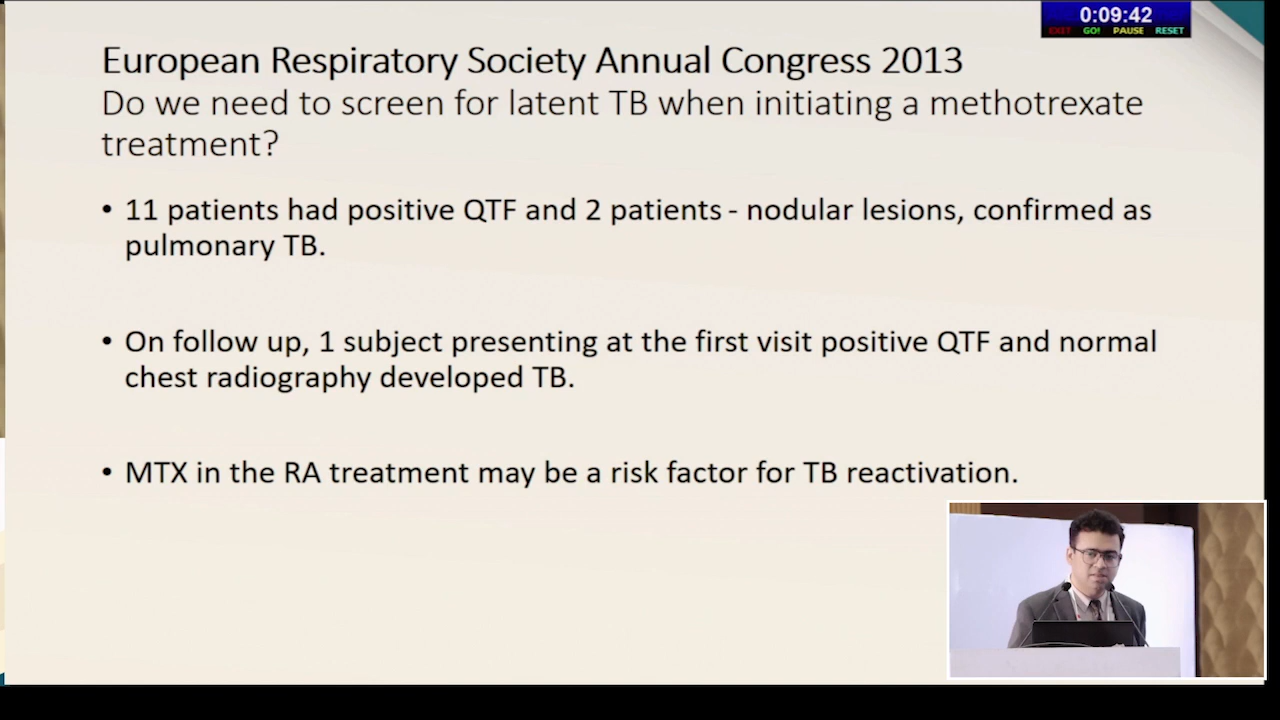 0:09:42
EXIT GO! PAUSE RESET
European Respiratory Society Annual Congress 2013
Do we need to screen for latent TB when initiating a methotrexate
treatment?
• 11 patients had positive QTF and 2 patients - nodular lesions, confirmed as
pulmonary TB.
• On follow up, 1 subject presenting at the first visit positive QTF and normal
chest radiography developed TB.
• MTX in the RA treatment may be a risk factor for TB reactivation.